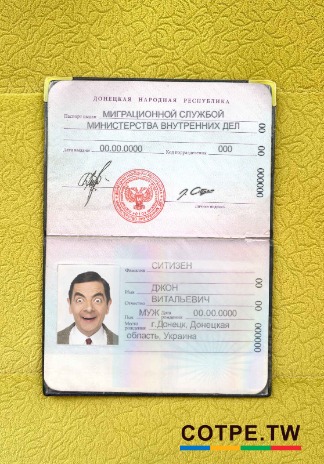 ДОНЕЦКАЯ НАРОДНАЯ РЕСПУБЛИКА
Паспорт выдан МИГРАЦИОННОЙ СЛУЖБОЙ
МИНИСТЕРСТВА ВНУТРЕННИХ ДЕЛ
Дата выдачи 00.00.0000 Код подразделения 000
00 00 000000
Личная подпись
СИТИЗЕН
Фамилия
ДЖОН
Имя
ВИТАЛЬЕВИЧ
Отчество
Пол МУЖ Дата рождения 00.00.0000
Место рождения г.Донецк, Донецкая
область, Украина
00 00 000000
COTPE.TW